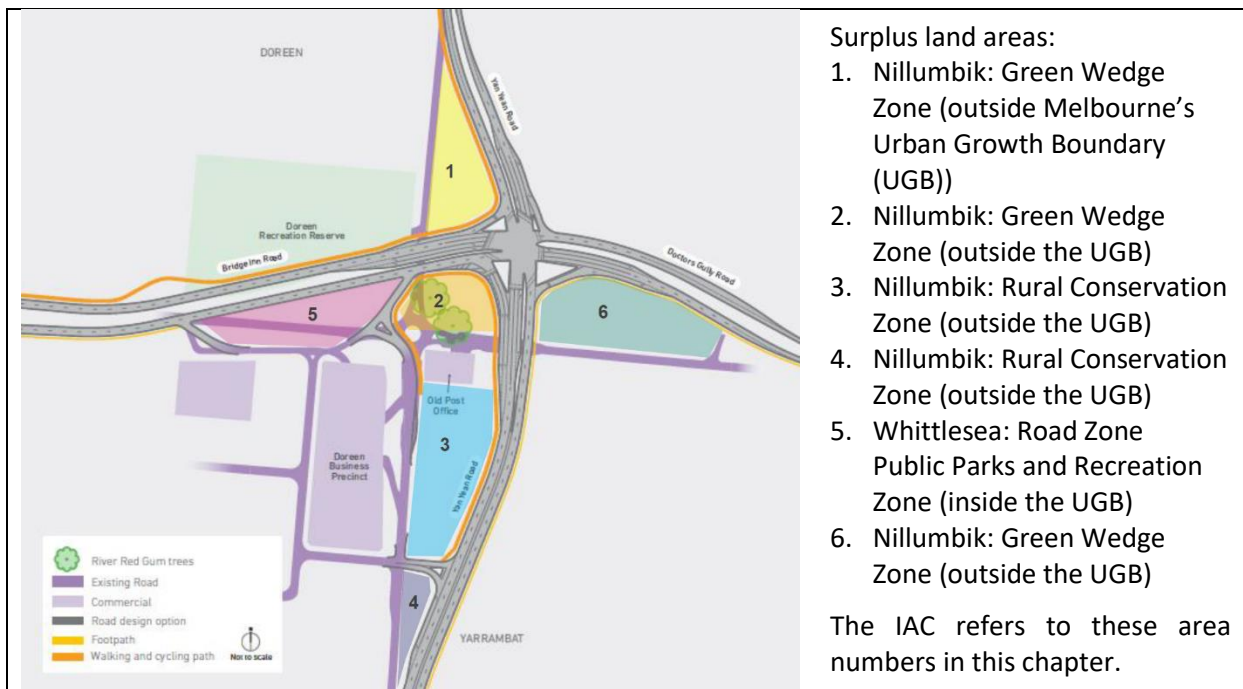 DOREEN
Yan Yean Road
1
Doreen
Recreation Reserve
Bridge Inn Road
Doctors Gully Road
2
5
6
Old Post
Office
3
Doreen
Business
Precinct
Yan Yean Road
4
YARRAMBAT
River Red Gum trees
Existing Road
Commercial
Road design option
Footpath
Walking and cycling path
Not to scale
Surplus land areas:
1. Nillumbik: Green Wedge
Zone (outside Melbourne’s
Urban Growth Boundary
(UGB))
2. Nillumbik: Green Wedge
Zone (outside the UGB)
3. Nillumbik: Rural Conservation
Zone (outside the UGB)
4. Nillumbik: Rural Conservation
Zone (outside the UGB)
5. Whittlesea: Road Zone
Public Parks and Recreation
Zone (inside the UGB)
6. Nillumbik: Green Wedge
Zone (outside the UGB)
The IAC refers to these area
numbers in this chapter.